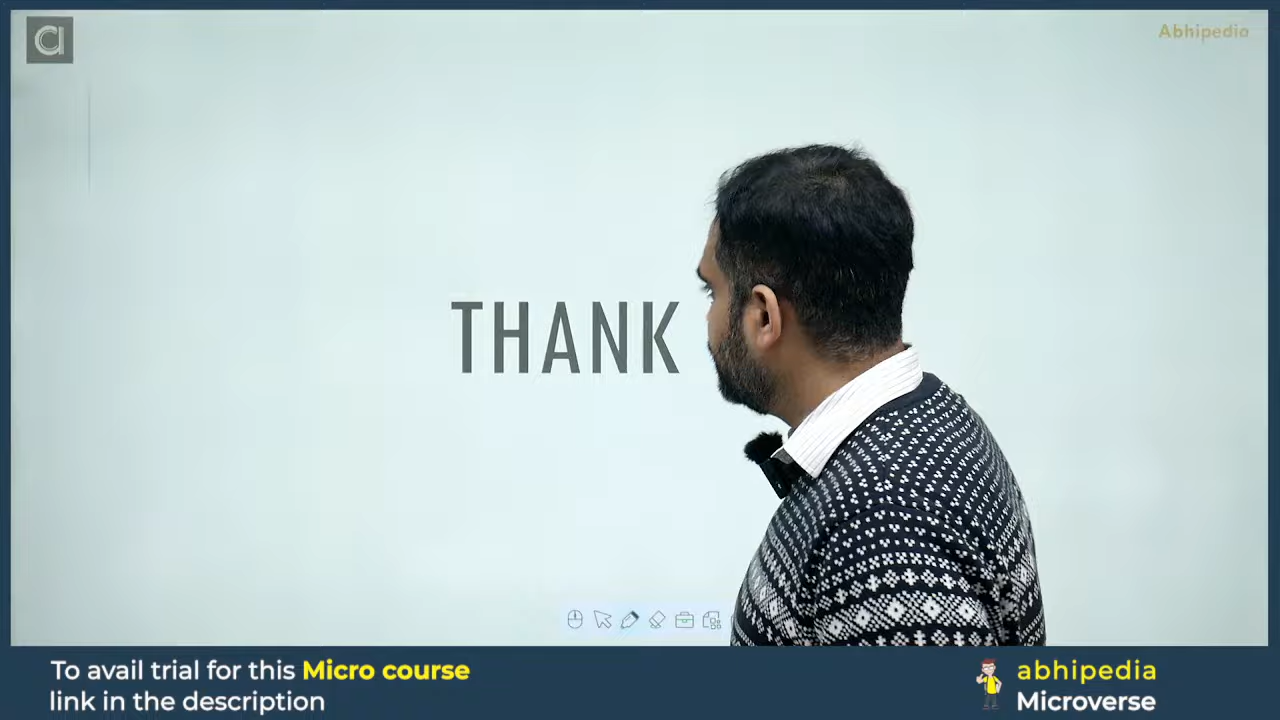 Abhipedia
THANK
To avail trial for this Micro course
link in the description
abhipedia
Microverse